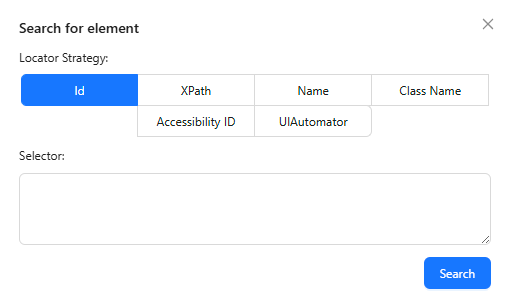 Search for element
Locator Strategy:
Id XPath Name Class Name
Accessibility ID UIAutomator
Selector:
Search